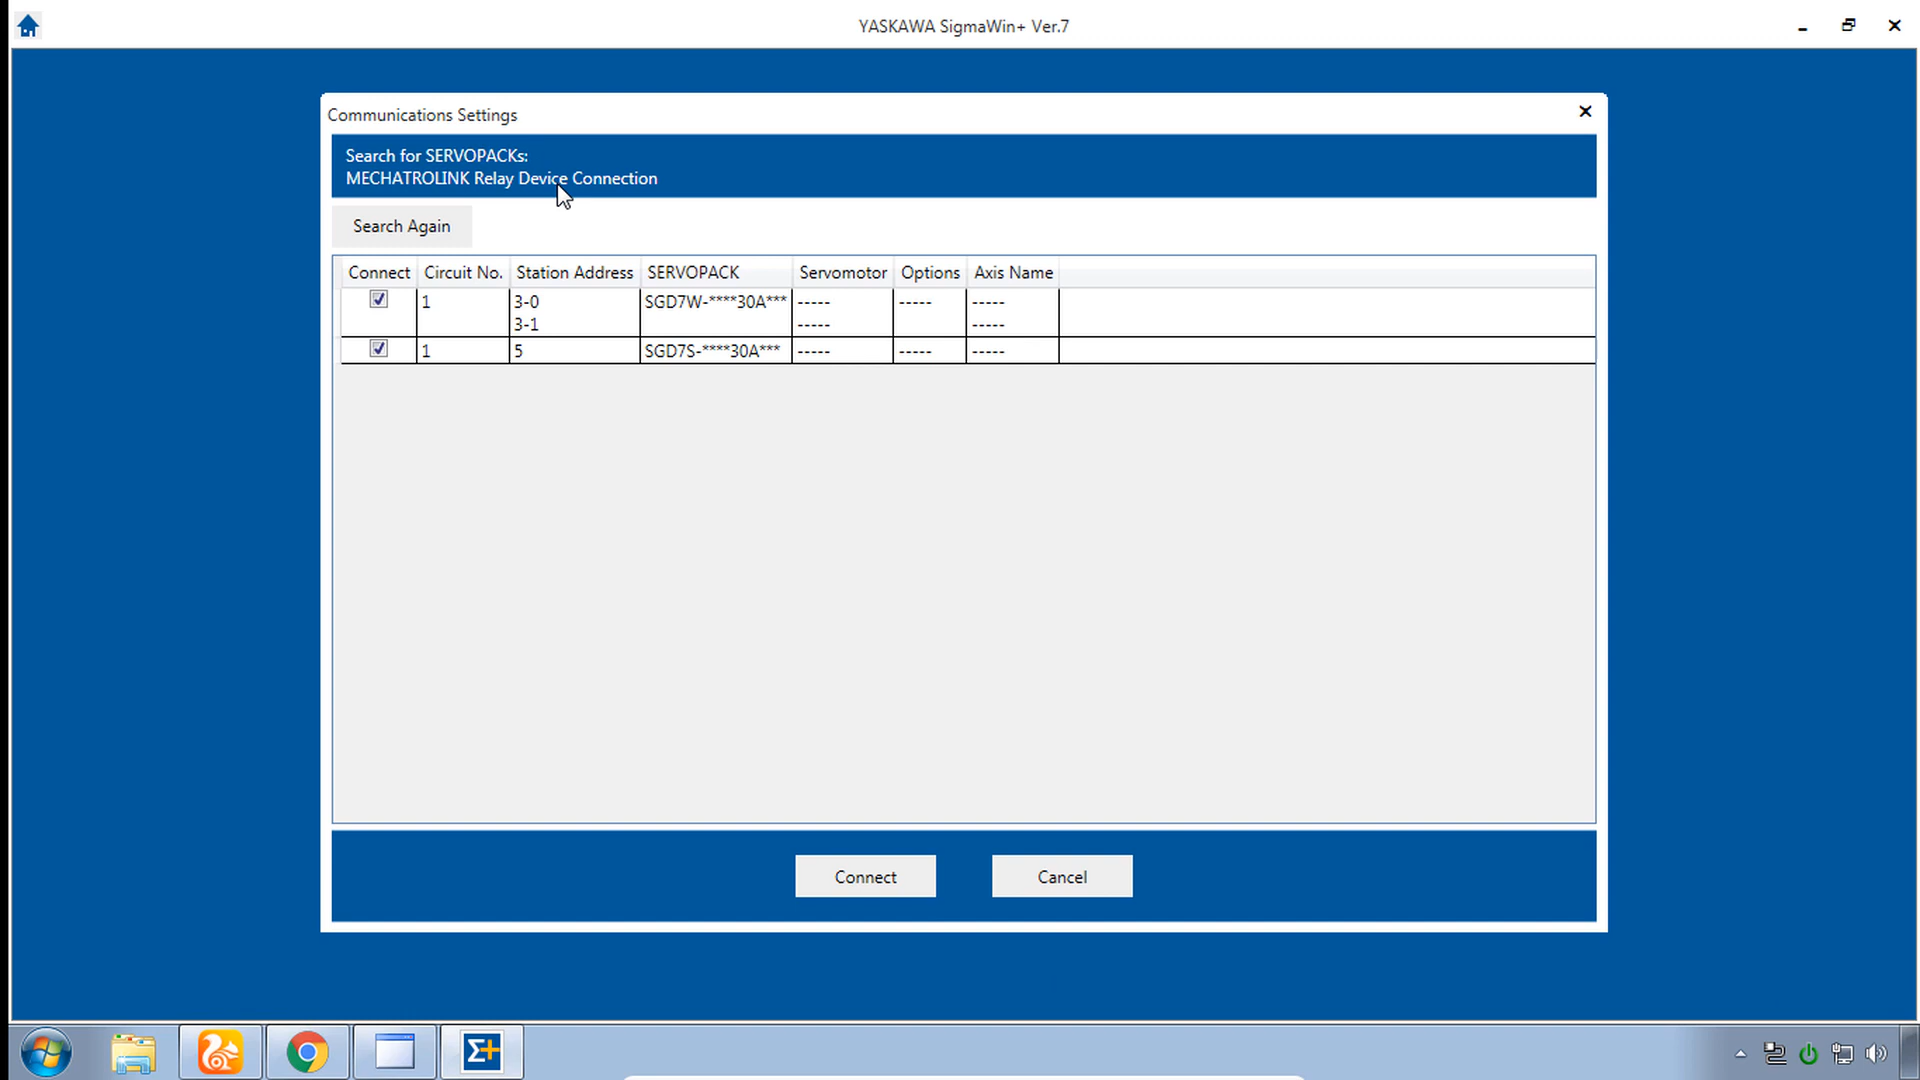 YASKAWA SigmaWin+ Ver.7
Communications Settings
Search for SERVOPACKs:
MECHATROLINK Relay Device Connection
Search Again
Connect Circuit No. Station Address SERVOPACK Servomotor Options Axis Name
1 3-0 SGD7W-****30A*** ----- ----- -----
3-1 ----- -----
1 5 SGD7S-****30A*** ----- ----- -----
Connect Cancel